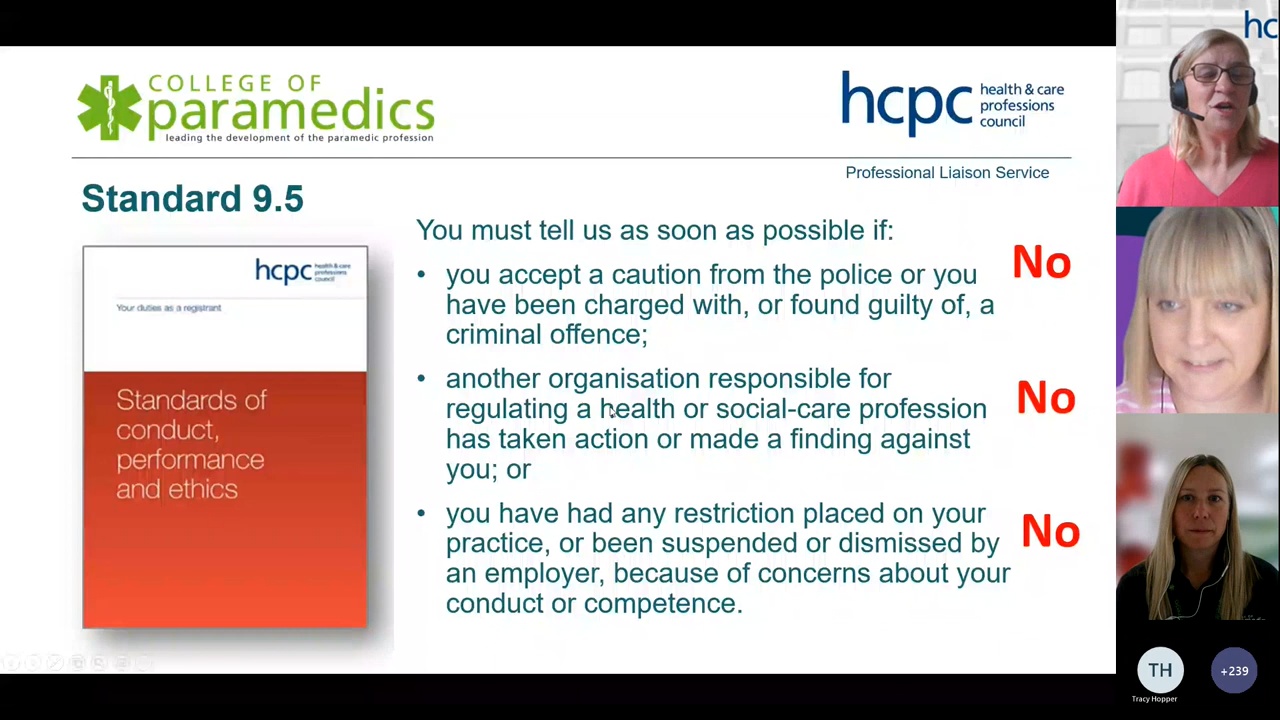 COLLEGE OF
paramedics
leading the development of the paramedic profession
hcpc
health & care
professions
council
Professional Liaison Service
Standard 9.5
hcpc
health & care
professions
council
Your duties as a registrant
Standards of
conduct,
performance
and ethics
You must tell us as soon as possible if:
• you accept a caution from the police or you
have been charged with, or found guilty of, a
criminal offence;
No
• another organisation responsible for
regulating a health or social-care profession
has taken action or made a finding against
you; or
No
• you have had any restriction placed on your
practice, or been suspended or dismissed by
an employer, because of concerns about your
conduct or competence.
No
hc
TH
Tracy Hopper
+239